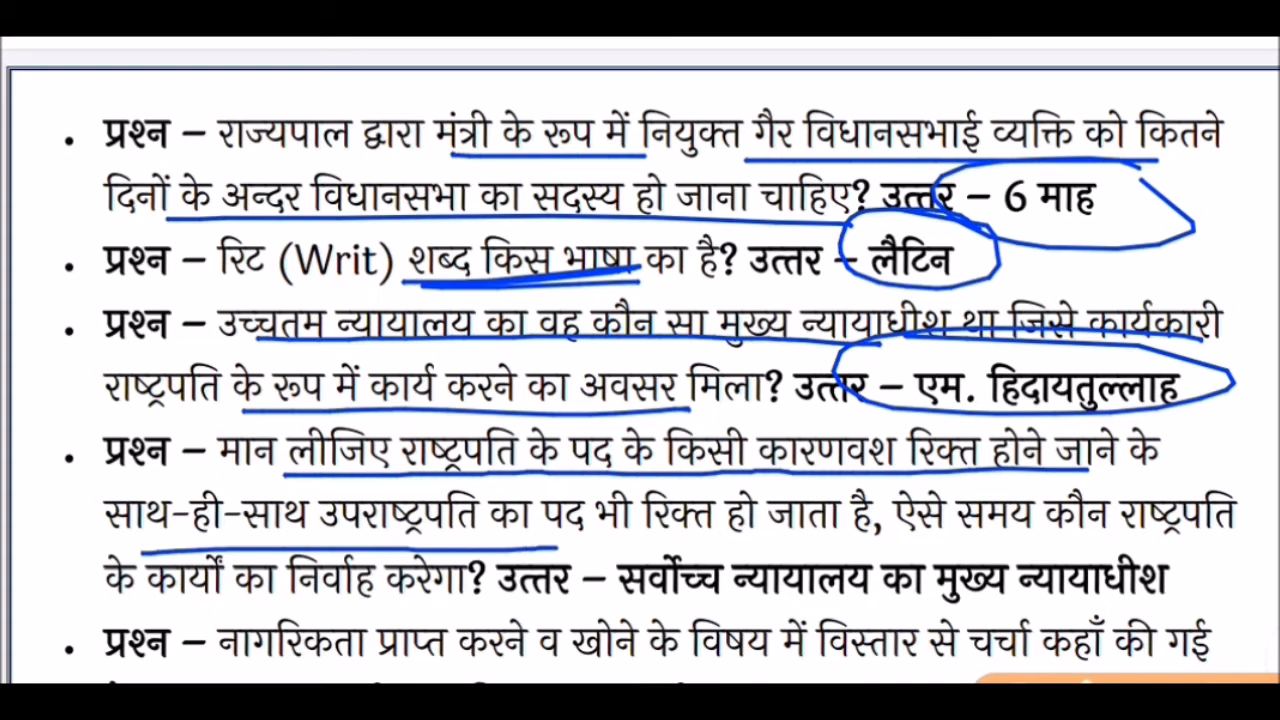 • प्रश्न – राज्यपाल द्वारा मंत्री के रूप में नियुक्त गैर विधानसभाई व्यक्ति को कितने
दिनों के अन्दर विधानसभा का सदस्य हो जाना चाहिए? उत्तर – 6 माह
• प्रश्न – रिट (Writ) शब्द किस भाषा का है? उत्तर – लैटिन
• प्रश्न – उच्चतम न्यायालय का वह कौन सा मुख्य न्यायाधीश था जिसे कार्यकारी
राष्ट्रपति के रूप में कार्य करने का अवसर मिला? उत्तर – एम. हिदायतुल्लाह
• प्रश्न – मान लीजिए राष्ट्रपति के पद के किसी कारणवश रिक्त होने जाने के
साथ-ही-साथ उपराष्ट्रपति का पद भी रिक्त हो जाता है, ऐसे समय कौन राष्ट्रपति
के कार्यों का निर्वाह करेगा? उत्तर – सर्वोच्च न्यायालय का मुख्य न्यायाधीश
• प्रश्न – नागरिकता प्राप्त करने व खोने के विषय में विस्तार से चर्चा कहाँ की गई